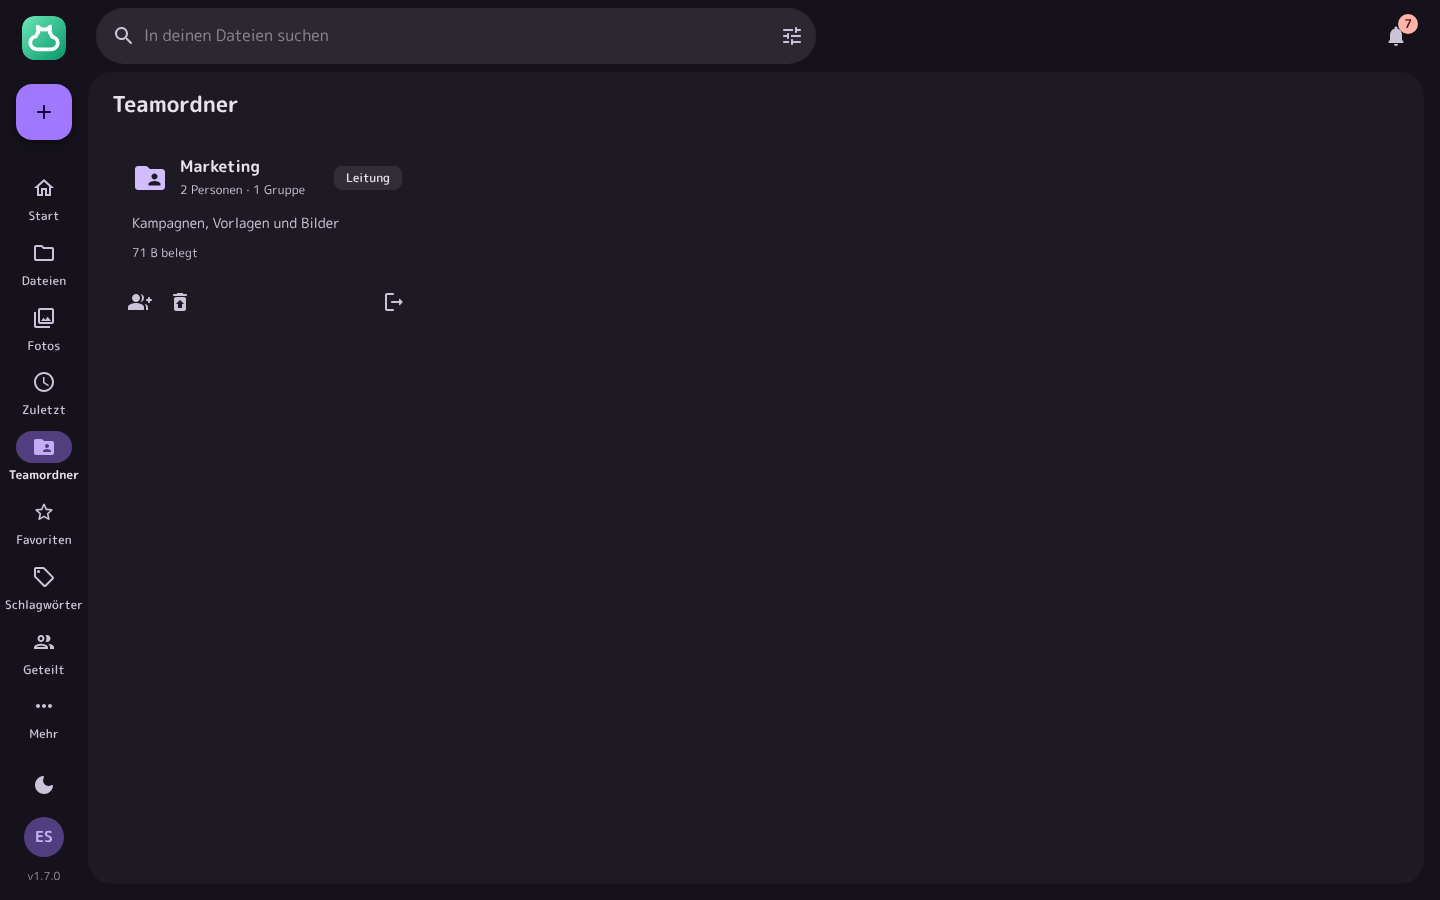 In deinen Dateien suchen
7
Teamordner
Marketing
2 Personen · 1 Gruppe
Leitung
Kampagnen, Vorlagen und Bilder
71 B belegt
Start
Dateien
Fotos
Zuletzt
Teamordner
Favoriten
Schlagwörter
Geteilt
Mehr
ES
v1.7.0